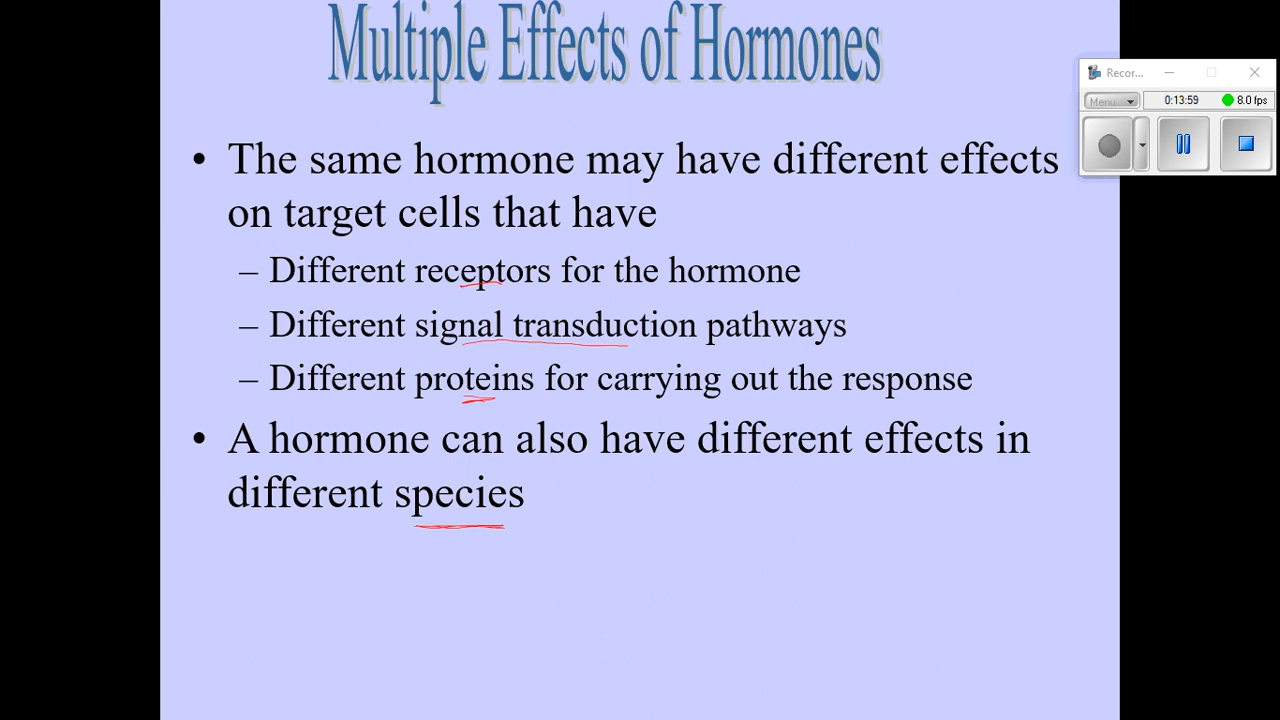 Multiple Effects of Hormones
Recor...
Menu
0:13:59
8.0 fps
• The same hormone may have different effects
on target cells that have
– Different receptors for the hormone
– Different signal transduction pathways
– Different proteins for carrying out the response
• A hormone can also have different effects in
different species